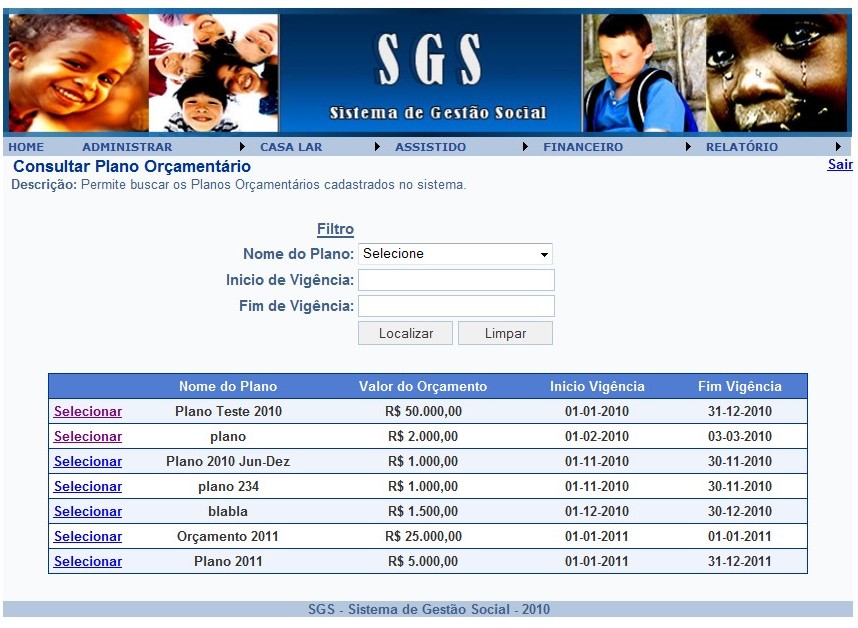 SGS
Sistema de Gestão Social
HOME ADMINISTRAR CASA LAR ASSISTIDO FINANCEIRO RELATÓRIO
Consultar Plano Orçamentário Sair
Descrição: Permite buscar os Planos Orçamentários cadastrados no sistema.
Filtro
Nome do Plano: Selecione
Inicio de Vigência:
Fim de Vigência:
Localizar Limpar
Nome do Plano Valor do Orçamento Inicio Vigência Fim Vigência
Selecionar Plano Teste 2010 R$ 50.000,00 01-01-2010 31-12-2010
Selecionar plano R$ 2.000,00 01-02-2010 03-03-2010
Selecionar Plano 2010 Jun-Dez R$ 1.000,00 01-11-2010 30-11-2010
Selecionar plano 234 R$ 1.000,00 01-11-2010 30-11-2010
Selecionar blabla R$ 1.500,00 01-12-2010 30-12-2010
Selecionar Orçamento 2011 R$ 25.000,00 01-01-2011 01-01-2011
Selecionar Plano 2011 R$ 5.000,00 01-01-2011 31-12-2011
SGS - Sistema de Gestão Social - 2010